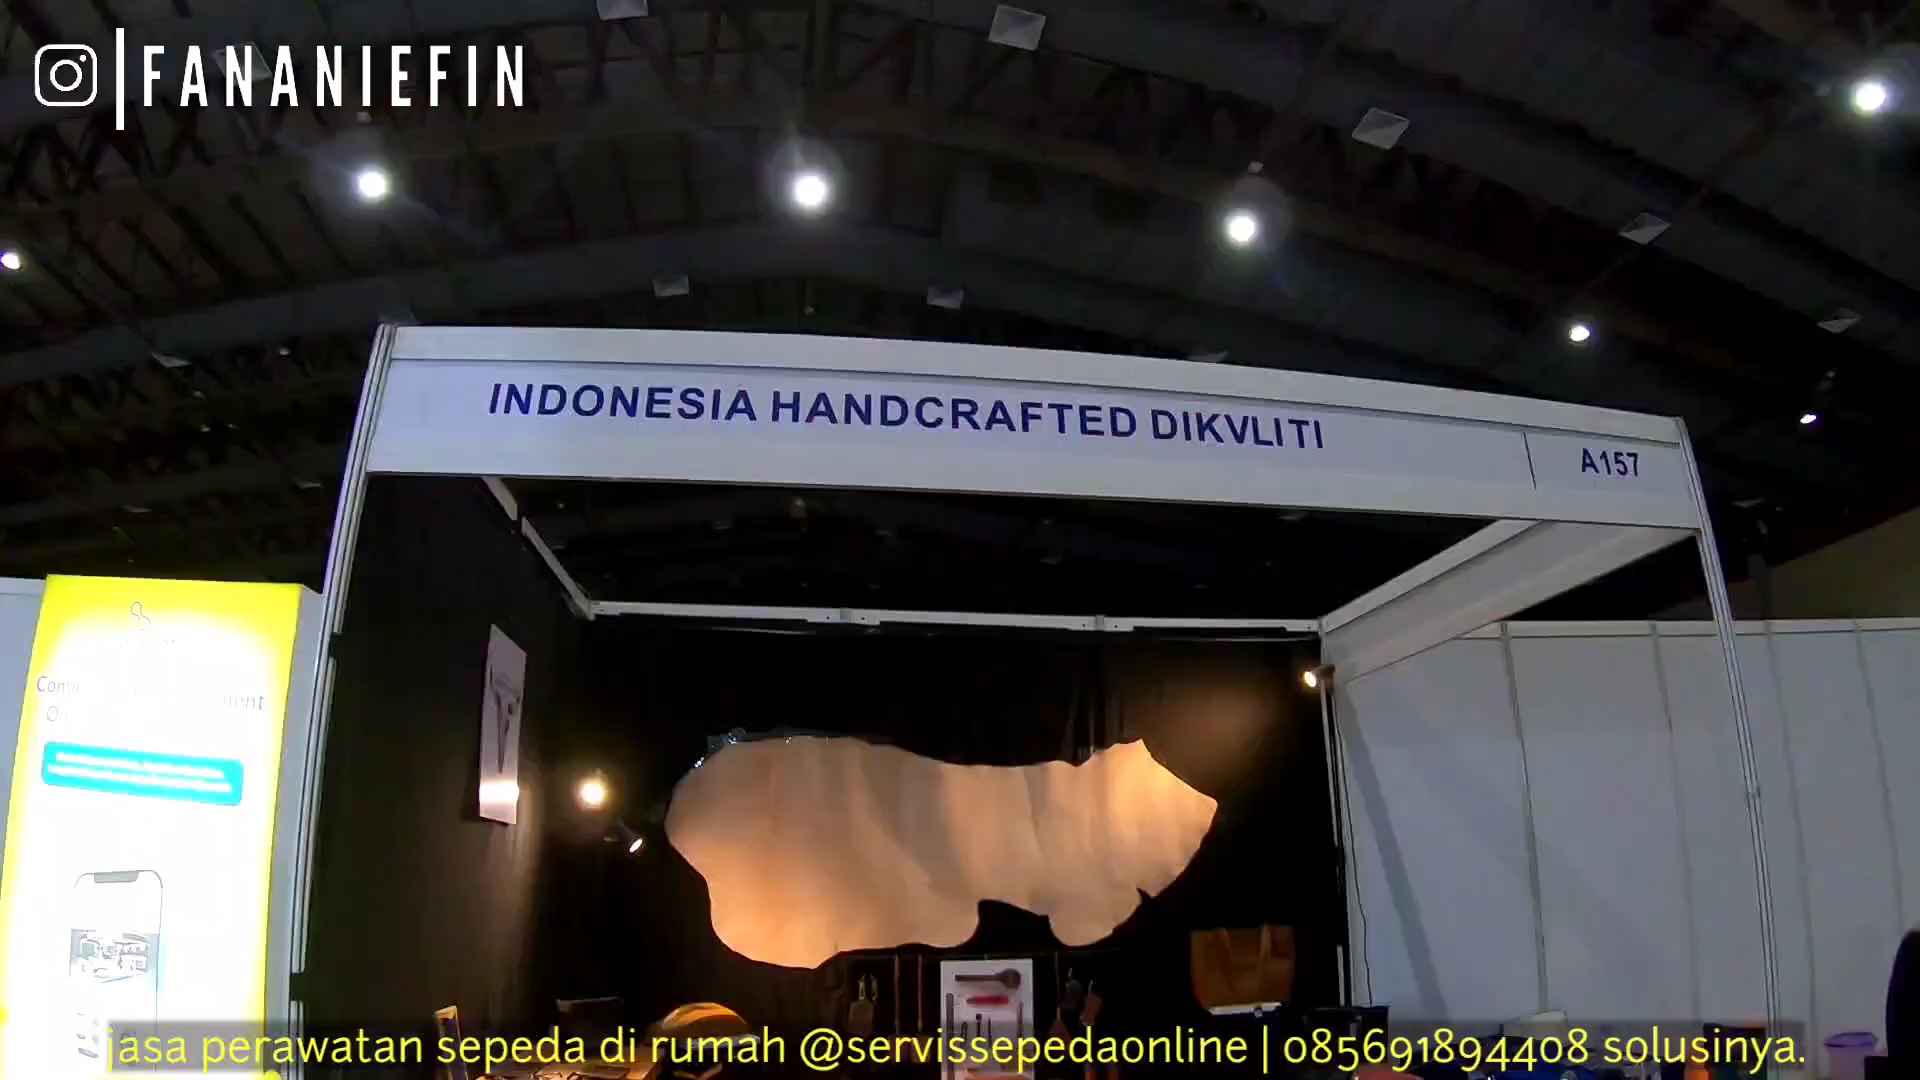 FANANIEFIN
INDONESIA HANDCRAFTED DIKVLITI
A157
jasa perawatan sepeda di rumah @servissepedaonline | 085691894408 solusinya.